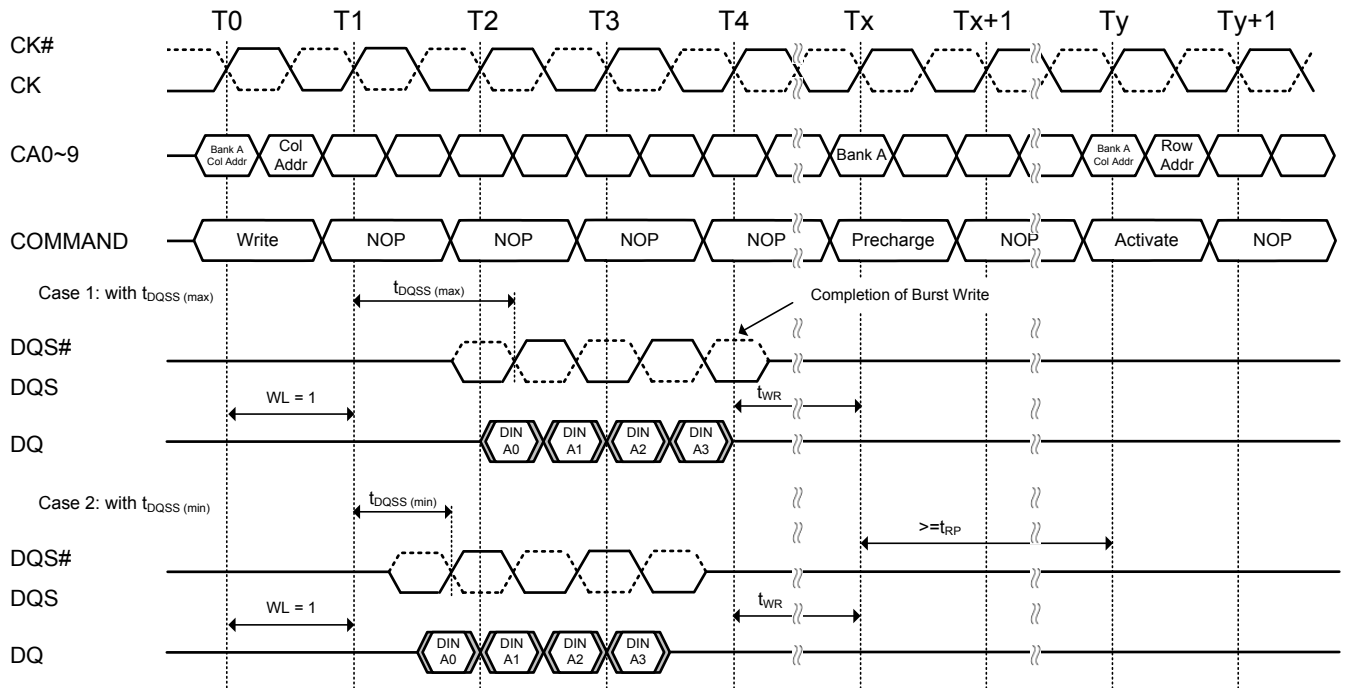 T0 T1 T2 T3 T4 Tx Tx+1 Ty Ty+1
CK#
CK
CA0~9
Bank A
Col Addr
Col
Addr
Bank A
Bank A
Col Addr
Row
Addr
COMMAND Write NOP NOP NOP NOP Precharge NOP Activate NOP
Case 1: with tDQSS (max) tDQSS (max) Completion of Burst Write
DQS#
DQS
WL = 1 tWR
DQ
DIN
A0
DIN
A1
DIN
A2
DIN
A3
Case 2: with tDQSS (min) tDQSS (min)
>=tRP
DQS#
DQS
WL = 1 tWR
DQ
DIN
A0
DIN
A1
DIN
A2
DIN
A3